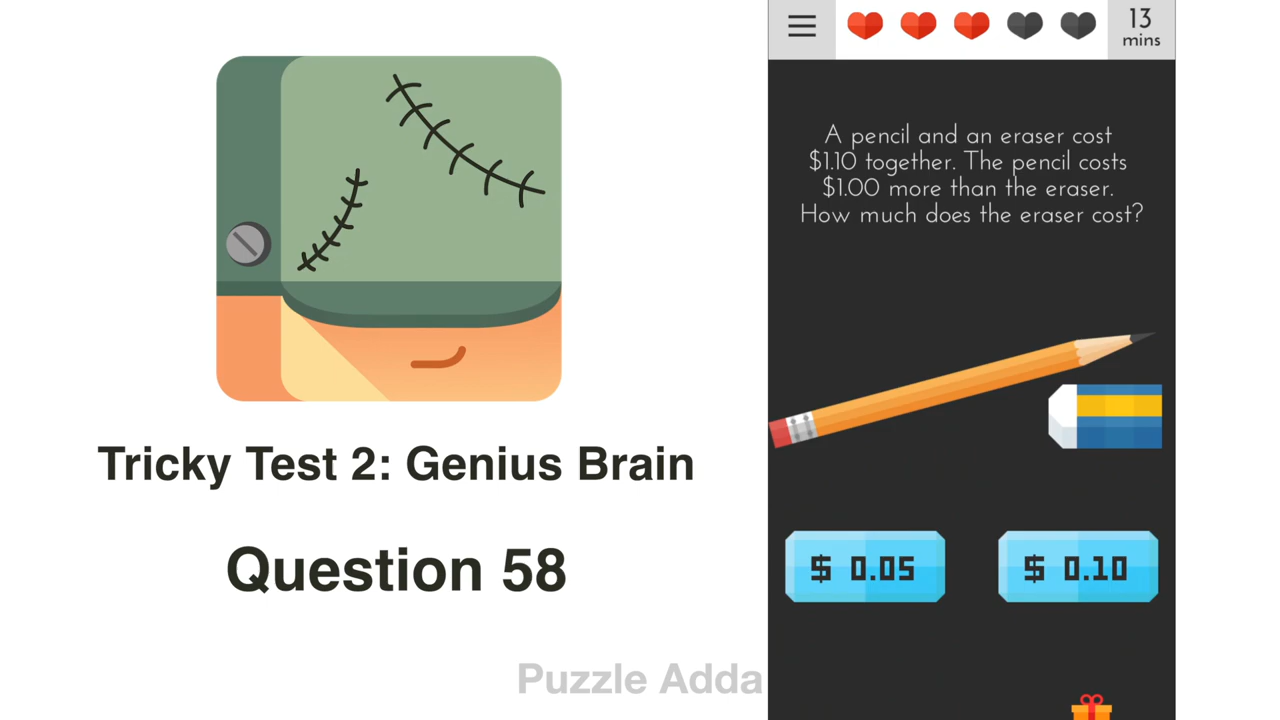 Tricky Test 2: Genius Brain
Question 58
Puzzle Adda
13
mins
A pencil and an eraser cost
$1.10 together. The pencil costs
$1.00 more than the eraser.
How much does the eraser cost?
$ 0.05
$ 0.10